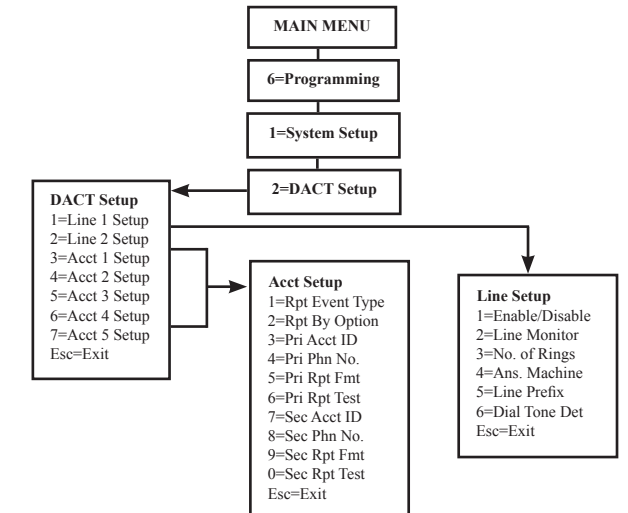 MAIN MENU
6=Programming
1=System Setup
2=DACT Setup
DACT Setup
1=Line 1 Setup
2=Line 2 Setup
3=Acct 1 Setup
4=Acct 2 Setup
5=Acct 3 Setup
6=Acct 4 Setup
7=Acct 5 Setup
Esc=Exit
Acct Setup
1=Rpt Event Type
2=Rpt By Option
3=Pri Acct ID
4=Pri Phn No.
5=Pri Rpt Fmt
6=Pri Rpt Test
7=Sec Acct ID
8=Sec Phn No.
9=Sec Rpt Fmt
0=Sec Rpt Test
Esc=Exit
Line Setup
1=Enable/Disable
2=Line Monitor
3=No. of Rings
4=Ans. Machine
5=Line Prefix
6=Dial Tone Det
Esc=Exit